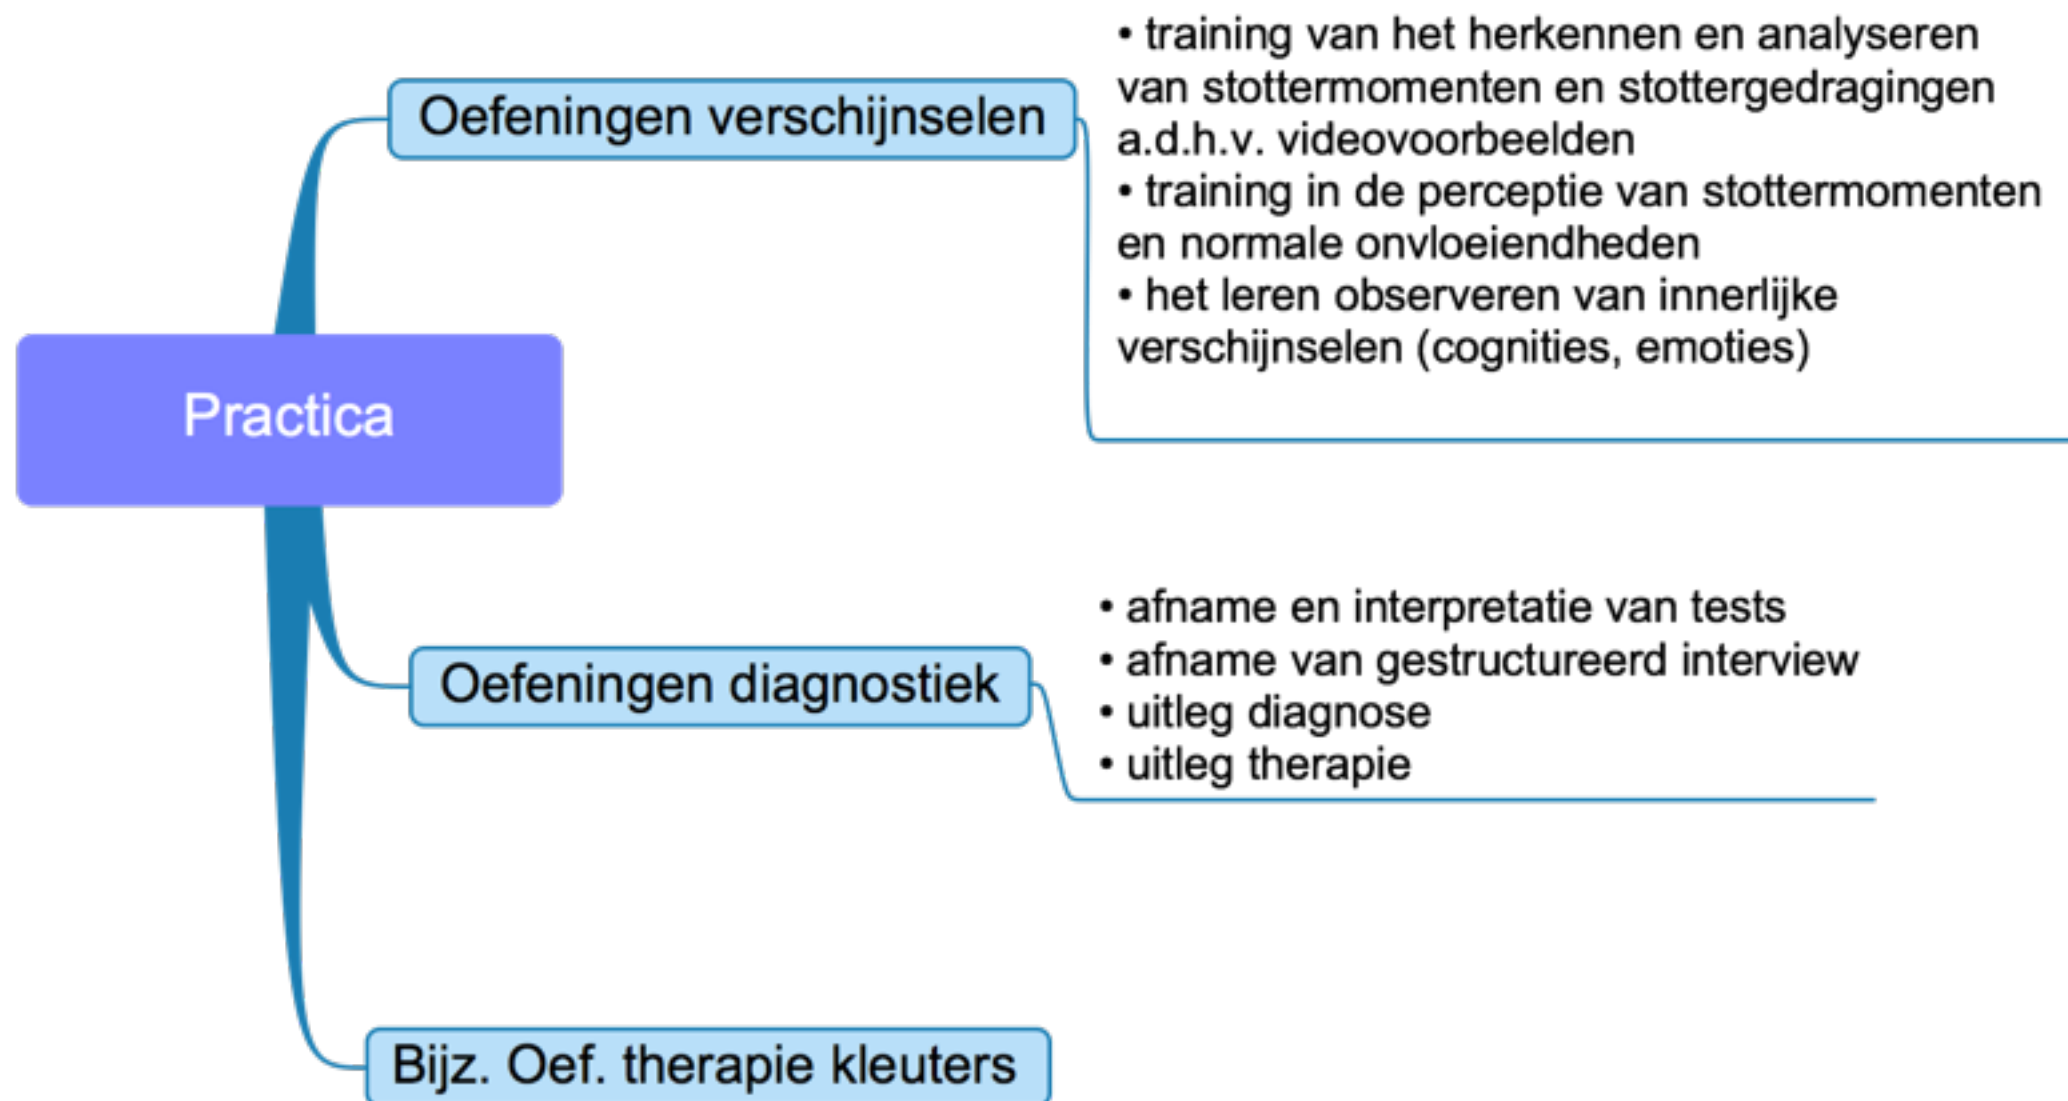 Practica
Oefeningen verschijnselen
• training van het herkennen en analyseren
van stottermomenten en stottergedragingen
a.d.h.v. videovoorbeelden
• training in de perceptie van stottermomenten
en normale onvloeiendheden
• het leren observeren van innerlijke
verschijnselen (cognities, emoties)
Oefeningen diagnostiek
• afname en interpretatie van tests
• afname van gestructureerd interview
• uitleg diagnose
• uitleg therapie
Bijz. Oef. therapie kleuters